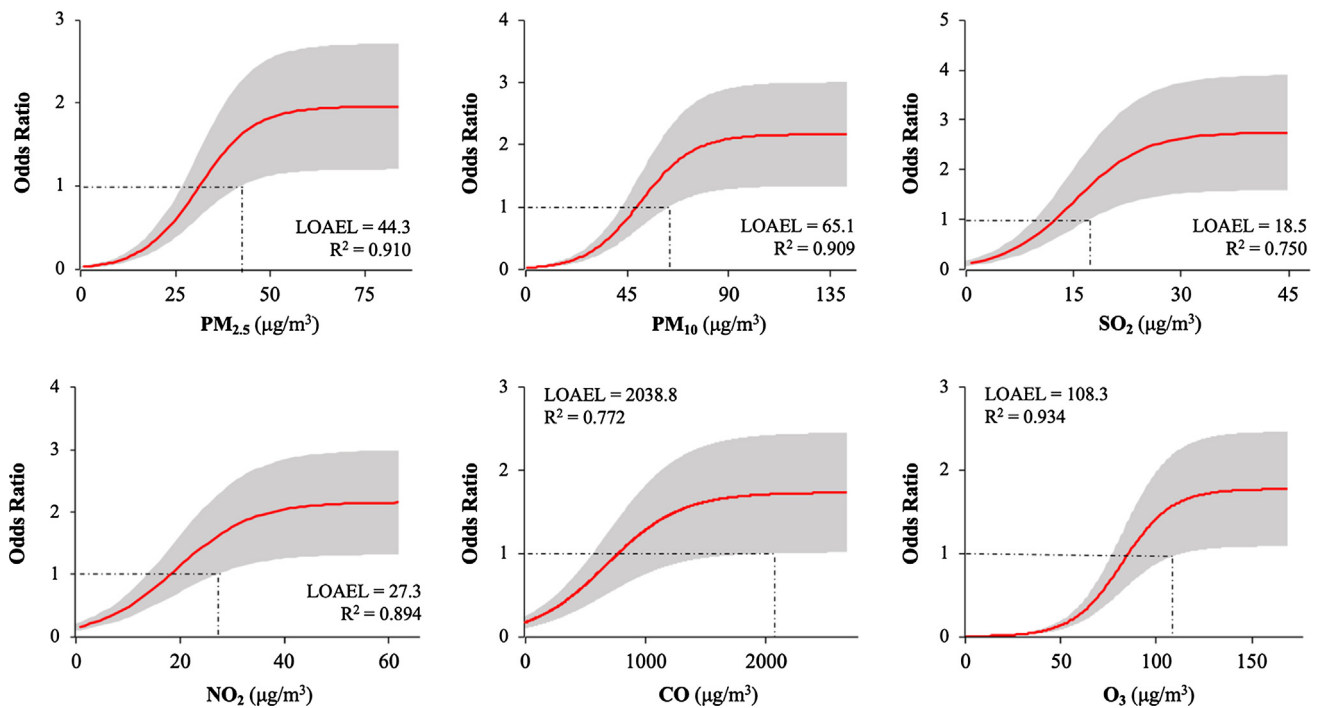 3
2
1
0
Odds Ratio
LOAEL = 44.3
R² = 0.910
0 25 50 75
PM₂.₅ (μg/m³)
4
3
2
1
0
Odds Ratio
LOAEL = 65.1
R² = 0.909
0 45 90 135
PM₁₀ (μg/m³)
5
4
3
2
1
0
Odds Ratio
LOAEL = 18.5
R² = 0.750
0 15 30 45
SO₂ (μg/m³)
4
3
2
1
0
Odds Ratio
LOAEL = 27.3
R² = 0.894
0 20 40 60
NO₂ (μg/m³)
3
2
1
0
Odds Ratio
LOAEL = 2038.8
R² = 0.772
0 1000 2000
CO (μg/m³)
3
2
1
0
Odds Ratio
LOAEL = 108.3
R² = 0.934
0 50 100 150
O₃ (μg/m³)